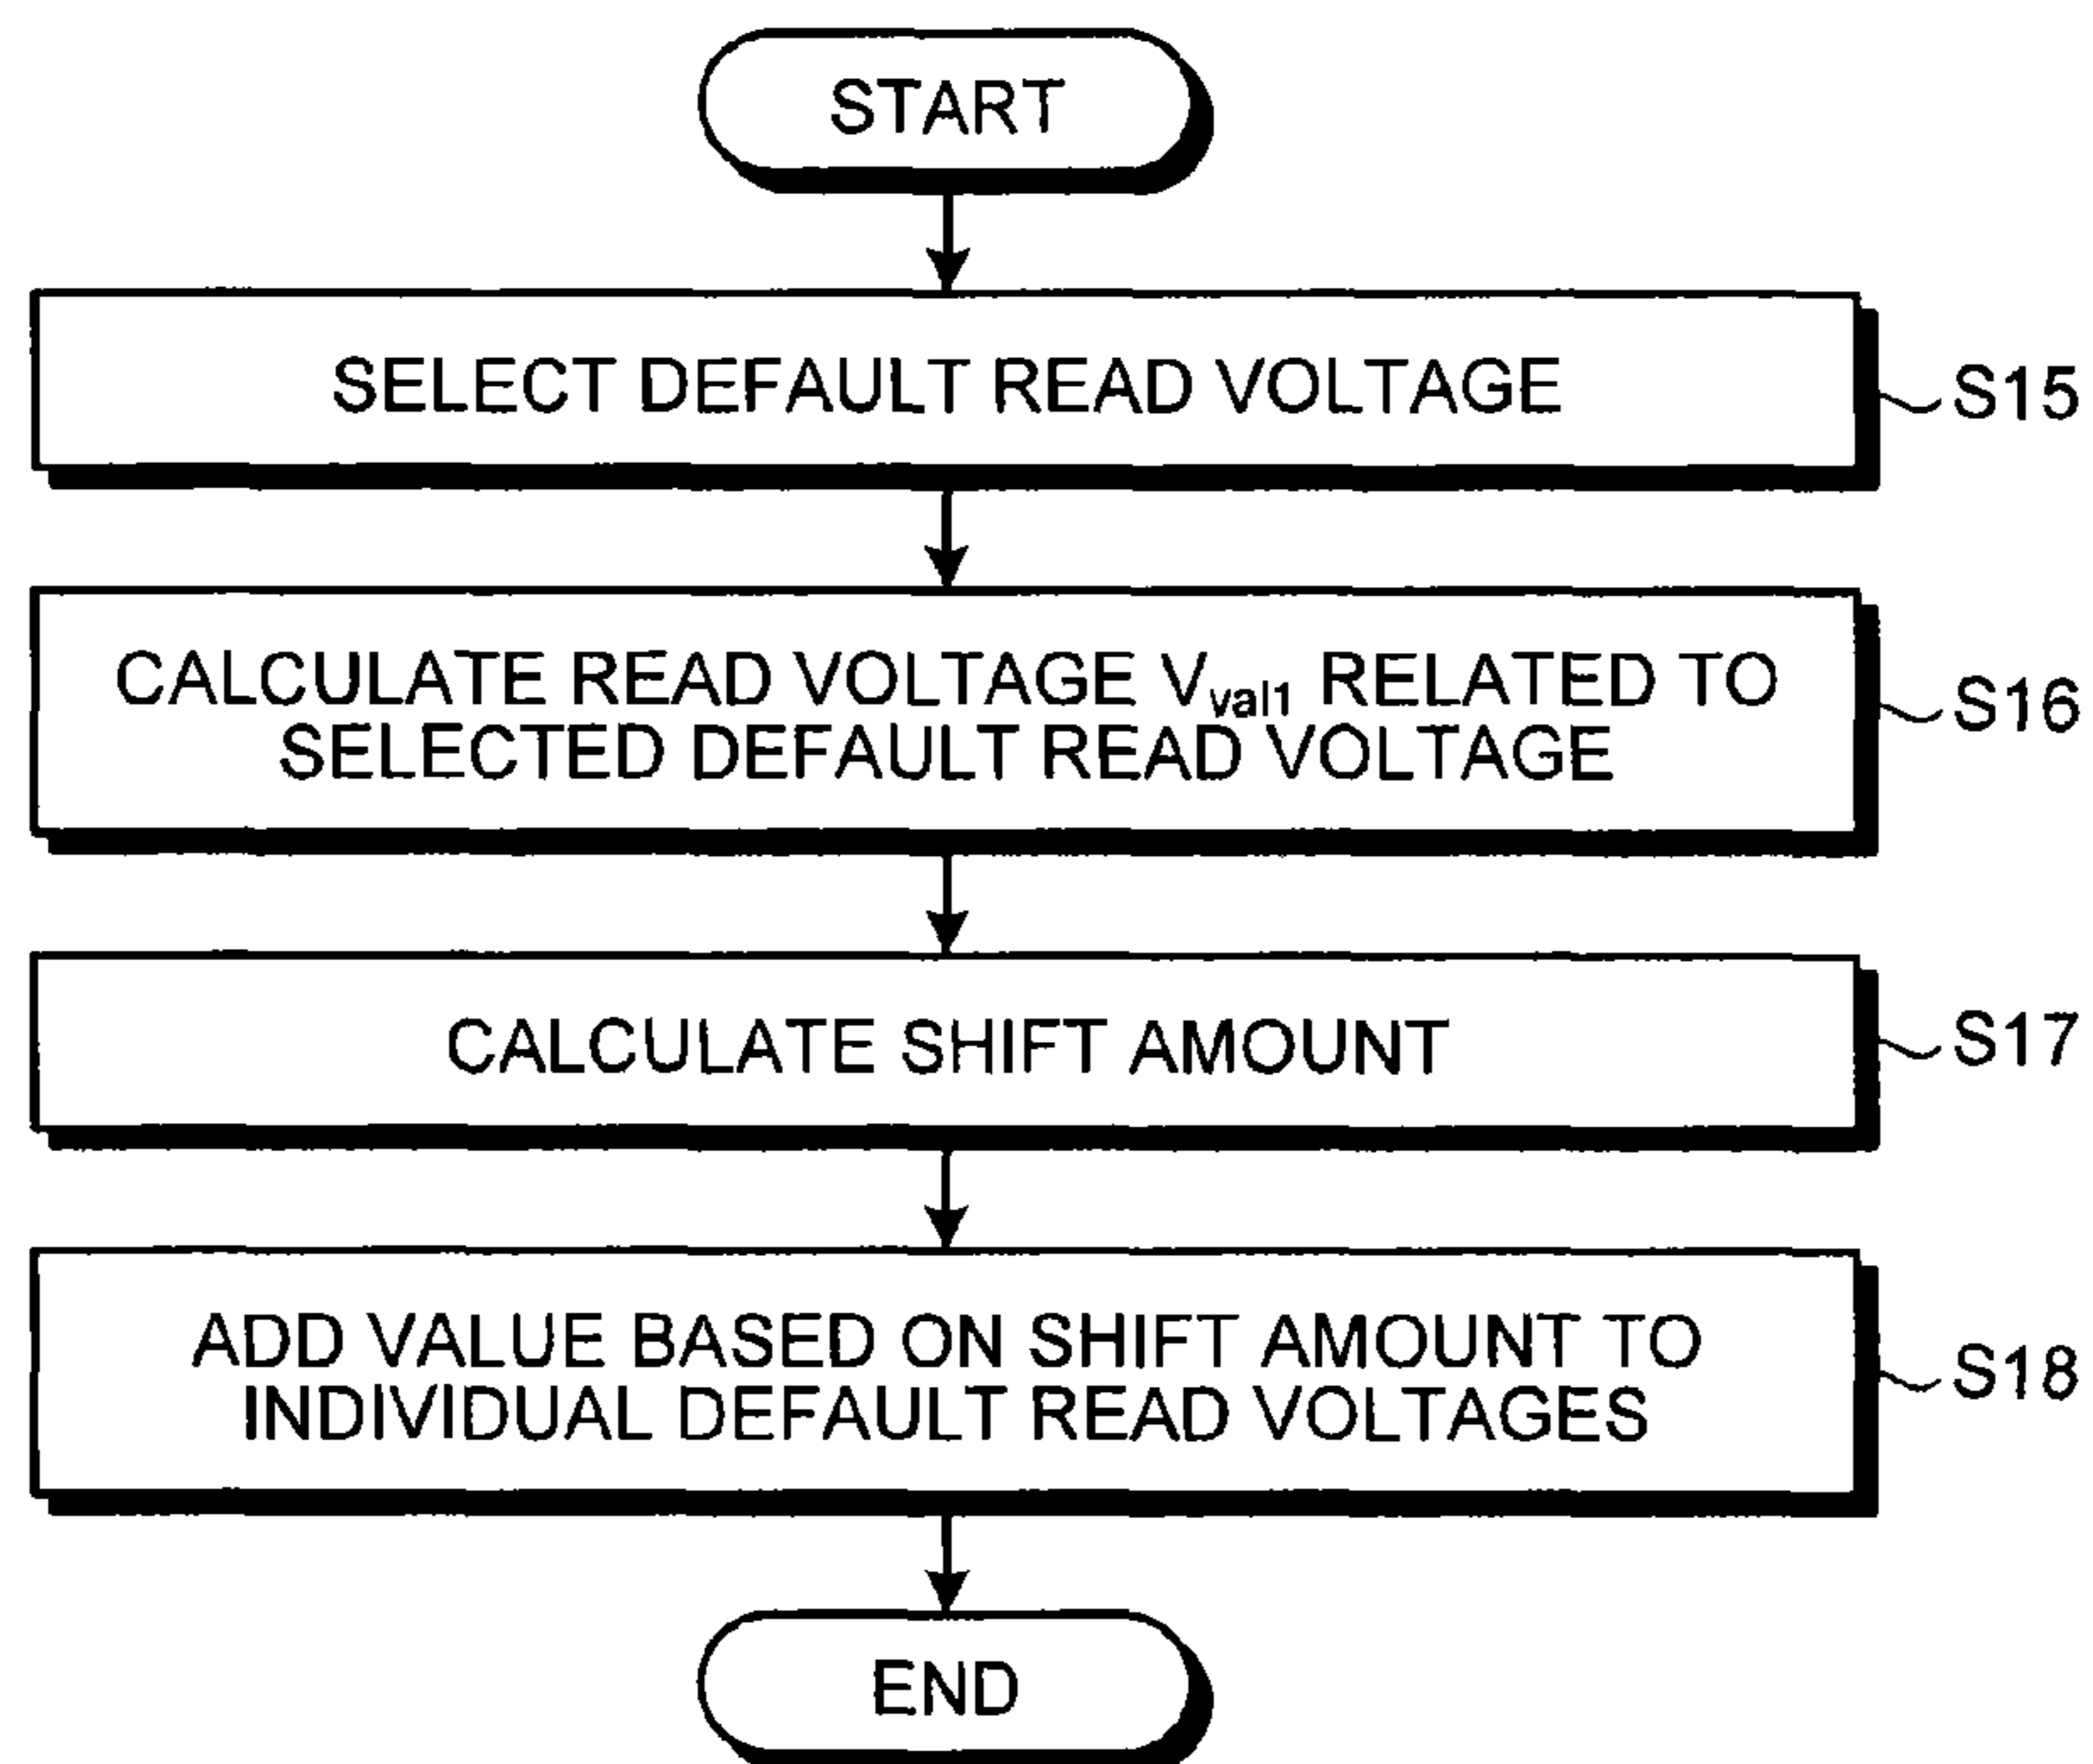 START
SELECT DEFAULT READ VOLTAGE
S15
CALCULATE READ VOLTAGE Vval1 RELATED TO
SELECTED DEFAULT READ VOLTAGE
S16
CALCULATE SHIFT AMOUNT
S17
ADD VALUE BASED ON SHIFT AMOUNT TO
INDIVIDUAL DEFAULT READ VOLTAGES
S18
END